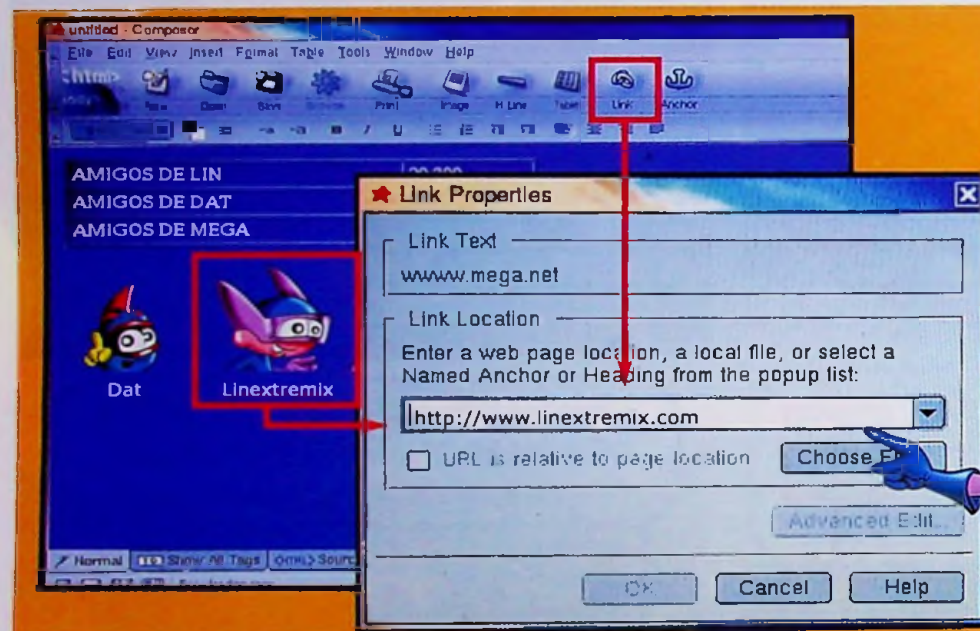 untitled - Composer
File Edit View Insert Format Table Tools Window Help
Print Image H.Line Table Link Anchor
AMIGOS DE LIN
AMIGOS DE DAT
AMIGOS DE MEGA
Dat
Linextremix
Link Properties
Link Text
wwww.mega.net
Link Location
Enter a web page location, a local file, or select a
Named Anchor or Heading from the popup list:
http://www.linextremix.com
URL is relative to page location
Choose
Advanced Edit...
OK Cancel Help
Normal Show All Tags <HTML> Source